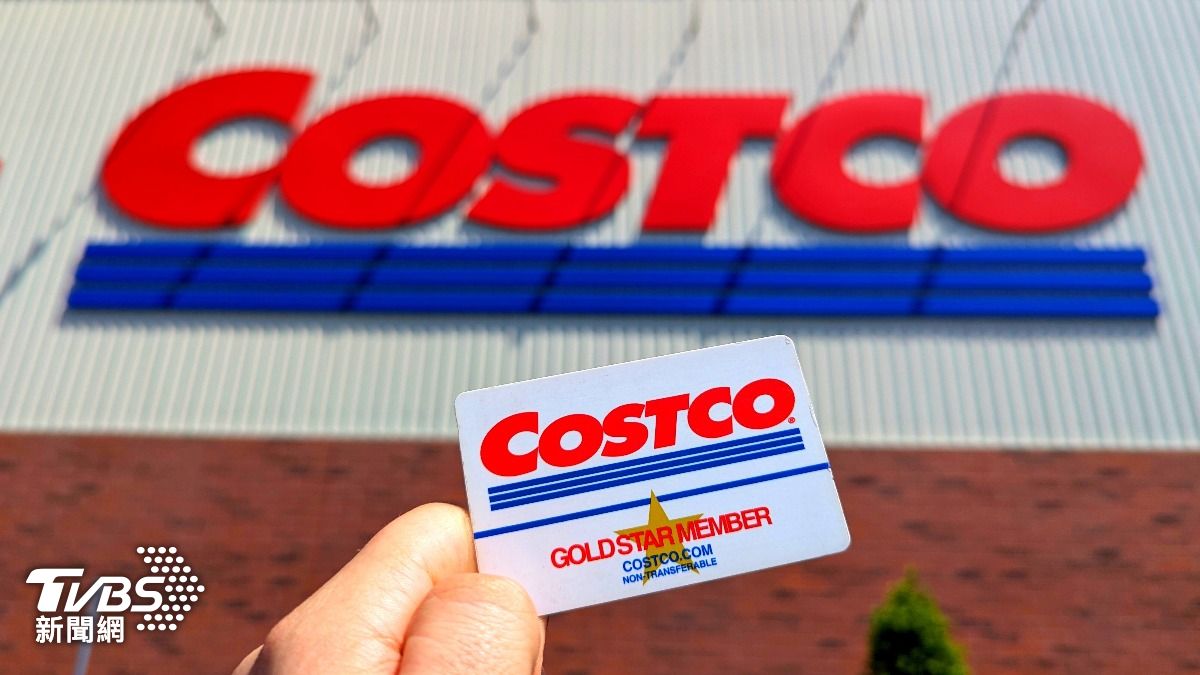 COSTCO
COSTCO®
GOLD STAR MEMBER
COSTCO.COM
NON-TRANSFERABLE
TVBS
新聞網